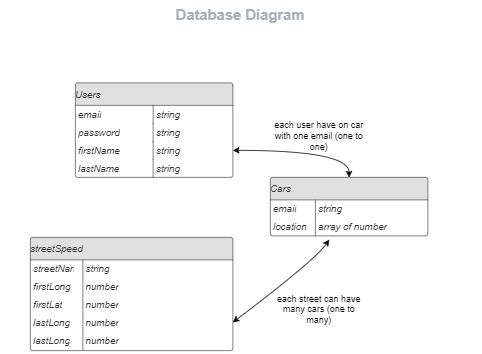 Database Diagram
Users
email string
password string
firstName string
lastName string
each user have on car
with one email (one to
one)
Cars
email string
location array of number
streetSpeed
streetNar string
firstLong number
firstLat number
lastLong number
lastLong number
each street can have
many cars (one to
many)